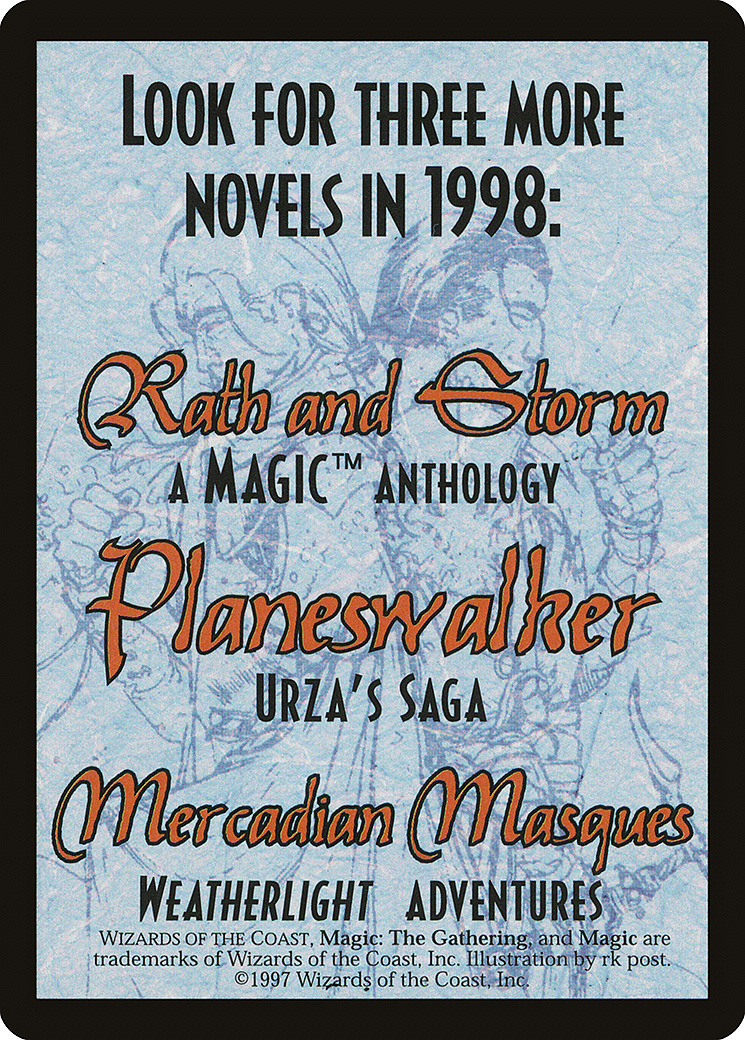 LOOK FOR THREE MORE
NOVELS IN 1998:
Rath and Storm
A MAGIC™ ANTHOLOGY
Planeswalker
URZA'S SAGA
Mercadian Masques
WEATHERLIGHT ADVENTURES
WIZARDS OF THE COAST, Magic: The Gathering, and Magic are
trademarks of Wizards of the Coast, Inc. Illustration by rk post.
©1997 Wizards of the Coast, Inc.